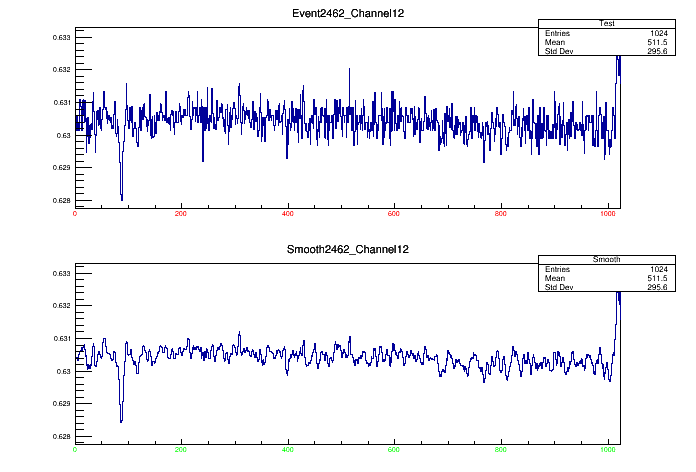 Event2462_Channel12
Test
Entries 1024
Mean 511.5
Std Dev 295.6
0.633
0.632
0.631
0.63
0.629
0.628
0 200 400 600 800 1000
Smooth2462_Channel12
Smooth
Entries 1024
Mean 511.5
Std Dev 295.6
0.633
0.632
0.631
0.63
0.629
0.628
0 200 400 600 800 1000